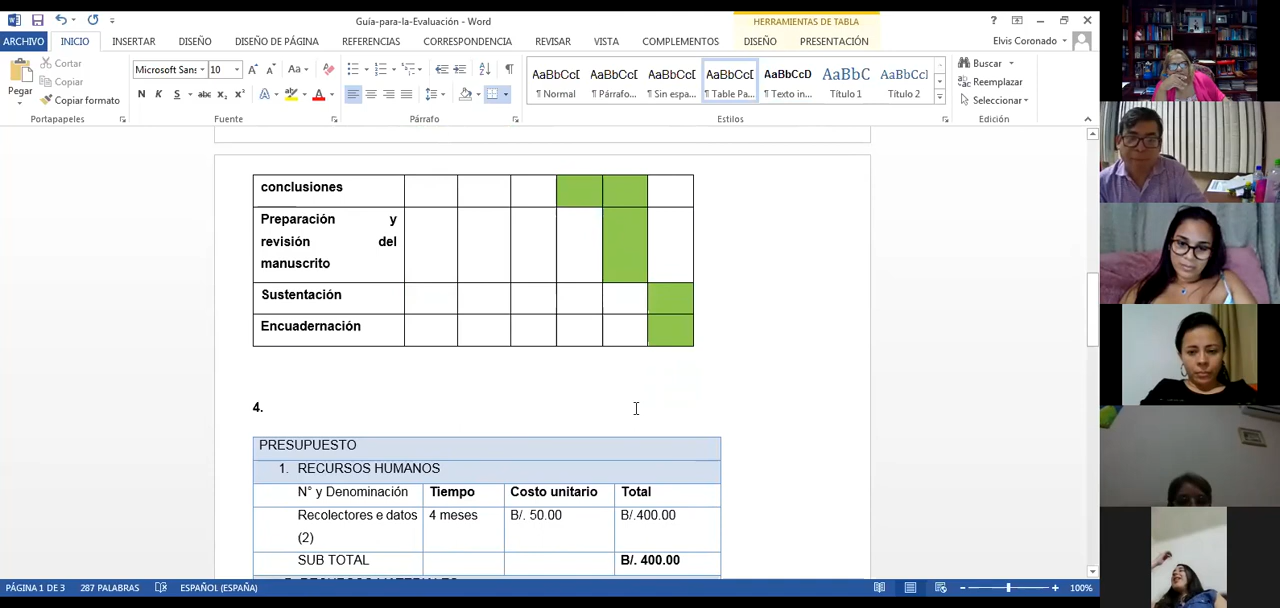 Guía-para-la-Evaluación - Word
HERRAMIENTAS DE TABLA
ARCHIVO INICIO INSERTAR DISEÑO DISEÑO DE PÁGINA REFERENCIAS CORRESPONDENCIA REVISAR VISTA COMPLEMENTOS DISEÑO PRESENTACIÓN Elvis Coronado
Pegar
Cortar
Copiar
Copiar formato
Portapapeles
Microsoft Sans 10
N K S abc x₂ x²
Fuente
Párrafo
AaBbCcI AaBbCcI AaBbCcI AaBbCcI AaBbCcD AaBbC AaBbCcl
¶ Normal ¶ Párrafo... ¶ Sin espa... ¶ Table Pa... ¶ Texto in... Título 1 Título 2
Estilos
Buscar
Reemplazar
Seleccionar
Edición
conclusiones
Preparación y
revisión del
manuscrito
Sustentación
Encuadernación
4.
PRESUPUESTO
1. RECURSOS HUMANOS
N° y Denominación Tiempo Costo unitario Total
Recolectores e datos 4 meses B/. 50.00 B/.400.00
(2)
SUB TOTAL B/. 400.00
PÁGINA 1 DE 3 287 PALABRAS ESPAÑOL (ESPAÑA) 100%